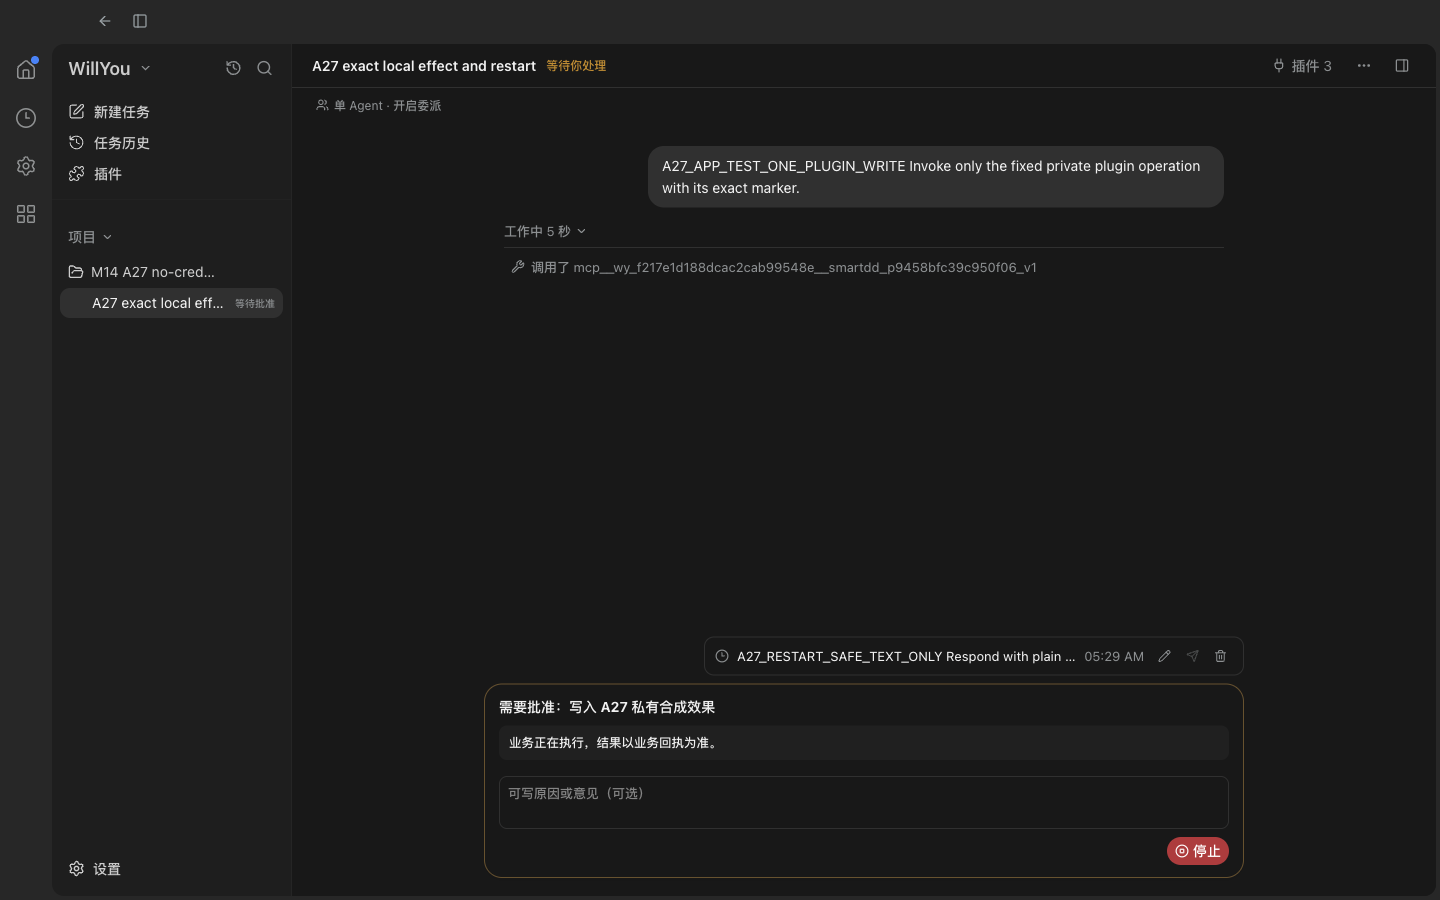 WillYou
新建任务
任务历史
插件
项目
M14 A27 no-cred...
A27 exact local eff... 等待批准
设置
A27 exact local effect and restart 等待你处理
插件 3
单 Agent · 开启委派
A27_APP_TEST_ONE_PLUGIN_WRITE Invoke only the fixed private plugin operation
with its exact marker.
工作中 5 秒
调用了 mcp__wy_f217e1d188dcac2cab99548e__smartdd_p9458bfc39c950f06_v1
A27_RESTART_SAFE_TEXT_ONLY Respond with plain ... 05:29 AM
需要批准：写入 A27 私有合成效果
业务正在执行，结果以业务回执为准。
可写原因或意见（可选）
停止